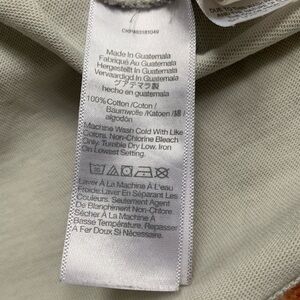 Made In Guatemala
Fabriqué Au Guatemala
Hergestellt In Guatemala
Vervaardigd In Guatemala
グアテマラ製
hecho en guatemala
100%Cotton /Coton /
Baumwolle /Katoen /綿 /
algodón
Machine Wash Cold With Like
Colors. Non-Chlorine Bleach
Only. Tumble Dry Low. Iron
On Lowest Setting.
Laver À La Machine À L'eau
Froide:Laver En Séparant Les
Couleurs. Seulement Agent
De Blanchiment Non-Chlore.
Sécher À La Machine À
Basse Température, Repasser
À Fer Doux Si Nécessaire.